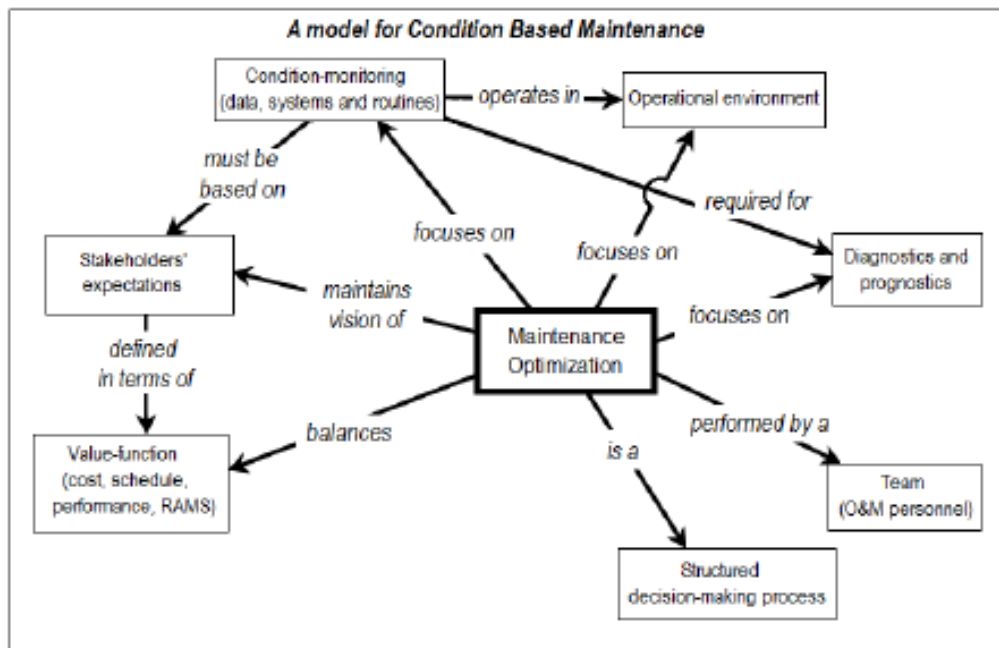 A model for Condition Based Maintenance
Condition-monitoring
(data, systems and routines)
operates in
Operational environment
must be
based on
required for
focuses on
focuses on
Stakeholders'
expectations
Diagnostics and
prognostics
maintains
vision of
focuses on
Maintenance
Optimization
defined
in terms of
balances
performed by a
is a
Value-function
(cost, schedule,
performance, RAMS)
Team
(O&M personnel)
Structured
decision-making process